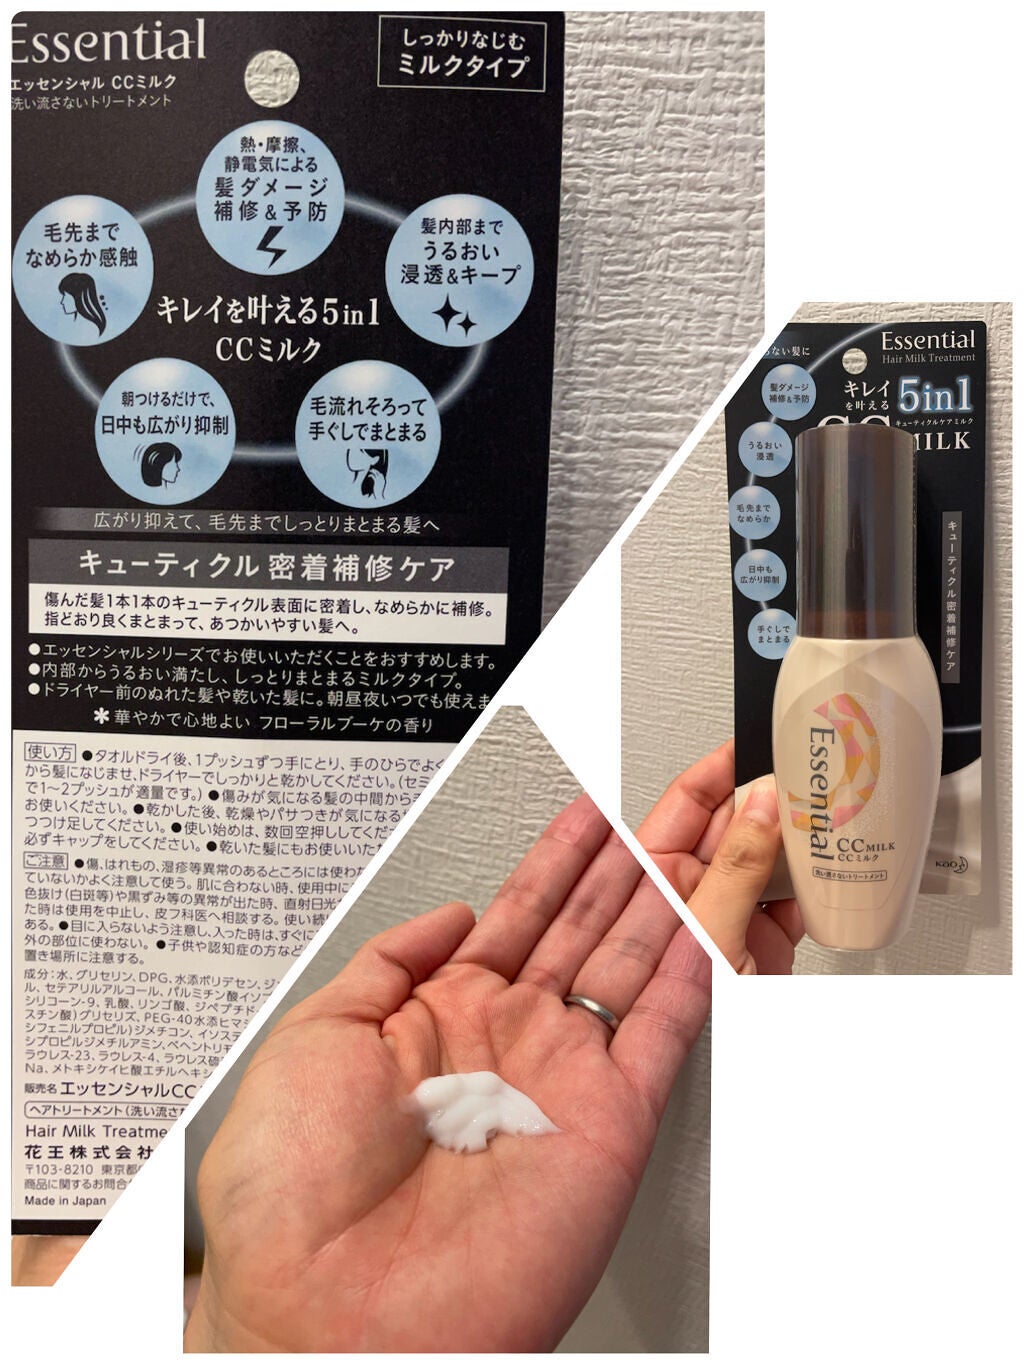 Essential
エッセンシャル CCミルク
洗い流さないトリートメント
しっかりなじむ
ミルクタイプ
熱・摩擦、
静電気による
髪ダメージ
補修&予防
毛先まで
なめらか感触
髪内部まで
うるおい
浸透&キープ
キレイを叶える5in1
CCミルク
朝つけるだけで、
日中も広がり抑制
毛流れそろって
手ぐしでまとまる
広がり抑えて、毛先までしっとりまとまる髪へ
キューティクル 密着補修ケア
傷んだ髪1本1本のキューティクル表面に密着し、なめらかに補修。
指どおり良くまとまって、あつかいやすい髪へ。
●エッセンシャルシリーズでお使いいただくことをおすすめします。
●内部からうるおい満たし、しっとりまとまるミルクタイプ。
●ドライヤー前のぬれた髪や乾いた髪に。朝昼夜いつでも使えま
＊華やかで心地よい フローラルブーケの香り
使い方 ●タオルドライ後、1プッシュずつ手にとり、手のひらでよく
から髪になじませ、ドライヤーでしっかりと乾かしてください。(セミ
で1〜2プッシュが適量です。) ●傷みが気になる髪の中間から
お使いください。●乾かした後、乾燥やパサつきが気になる
つつけ足してください。●使い始めは、数回空押ししてくだ
必ずキャップをしてください。●乾いた髪にもお使いいた
ご注意 ●傷、はれもの、湿疹等異常のあるところには使わ
ていないかよく注意して使う。肌に合わない時、使用中に
色抜け(白斑等)や黒ずみ等の異常が出た時、直射日光
た時は使用を中止し、皮フ科医へ相談する。使い続
ある。●目に入らないよう注意し、入った時は、すぐに
外の部位に使わない。●子供や認知症の方など
置き場所に注意する。
成分:水、グリセリン、DPG、水添ポリデセン、ジ
ル、セテアリルアルコール、パルミチン酸イソプ
シリコーン-9、乳酸、リンゴ酸、ジペプチド-
スチン酸)グリセリズ、PEG-40水添ヒマシ
シフェニルプロピル)ジメチコン、イソステ
シプロピルジメチルアミン、ベヘントリモ
ラウレス-23、ラウレス-4、ラウレス硫
Na、メトキシケイヒ酸エチルヘキシ
販売名 エッセンシャルCC
ヘアトリートメント(洗い流さ
Hair Milk Treatme
花王株式会社
〒103-8210 東京都
商品に関するお問合
Made in Japan
らない髪に
Essential
Hair Milk Treatment
キレイ
を叶える
5in1
キューティクルケアミルク
CC MILK
髪ダメージ
補修&予防
うるおい
浸透
毛先まで
なめらか
日中も
広がり抑制
手ぐしで
まとまる
キューティクル密着補修ケア
Essential
CC MILK
CCミルク
洗い流さないトリートメント
Kao